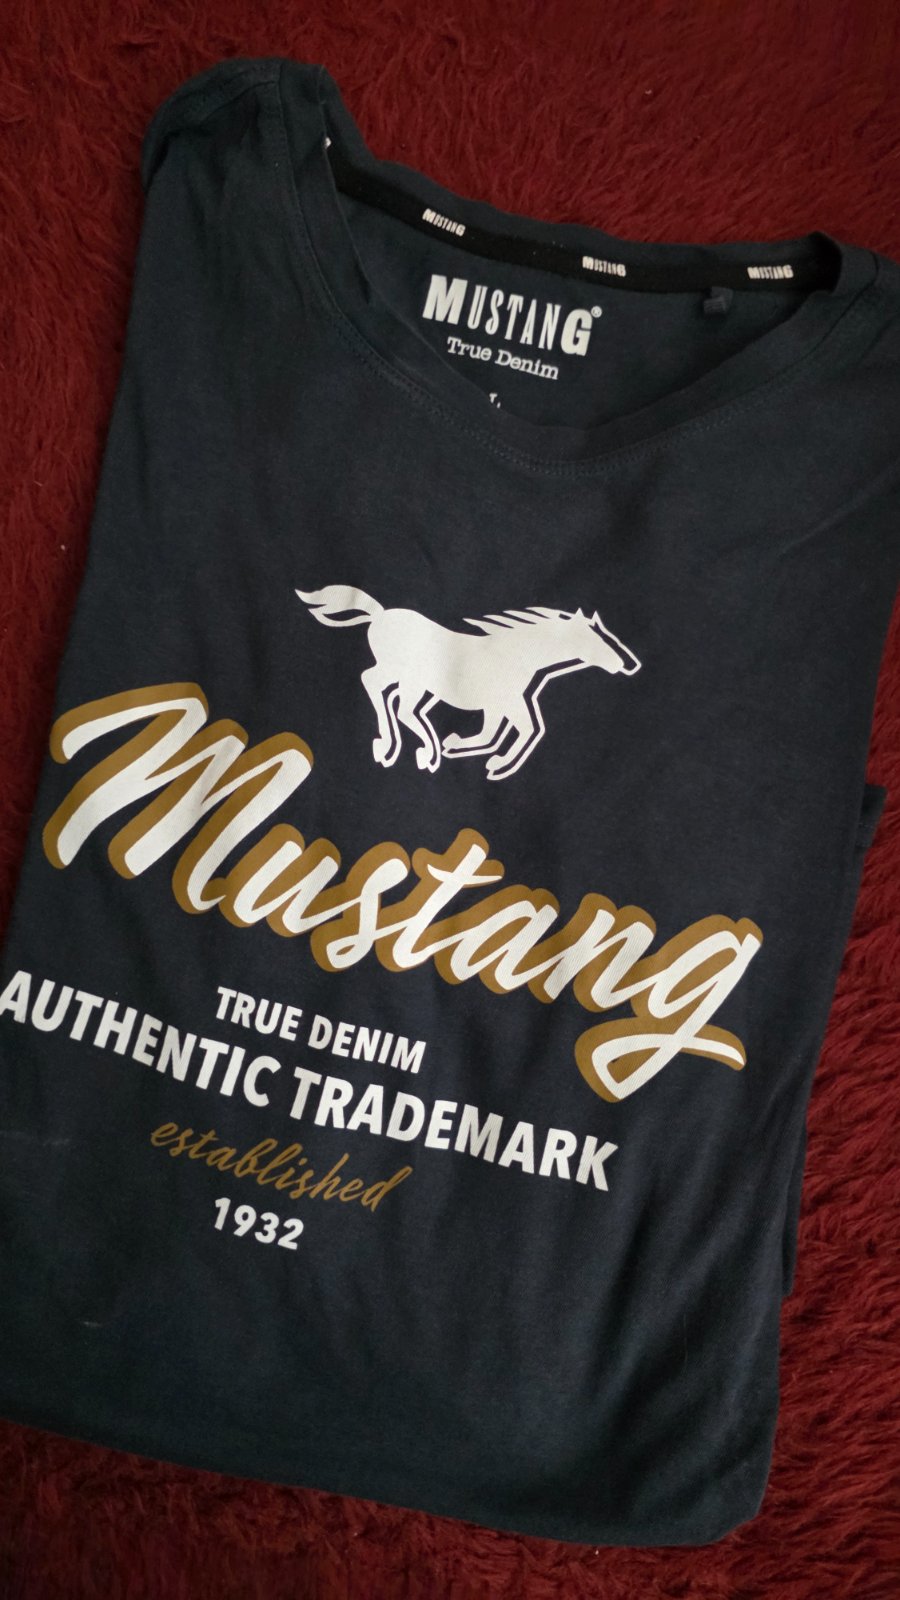 MUSTANG
MUSTANG
MUSTANG
MUSTANG®
True Denim
Mustang
TRUE DENIM
AUTHENTIC TRADEMARK
established
1932